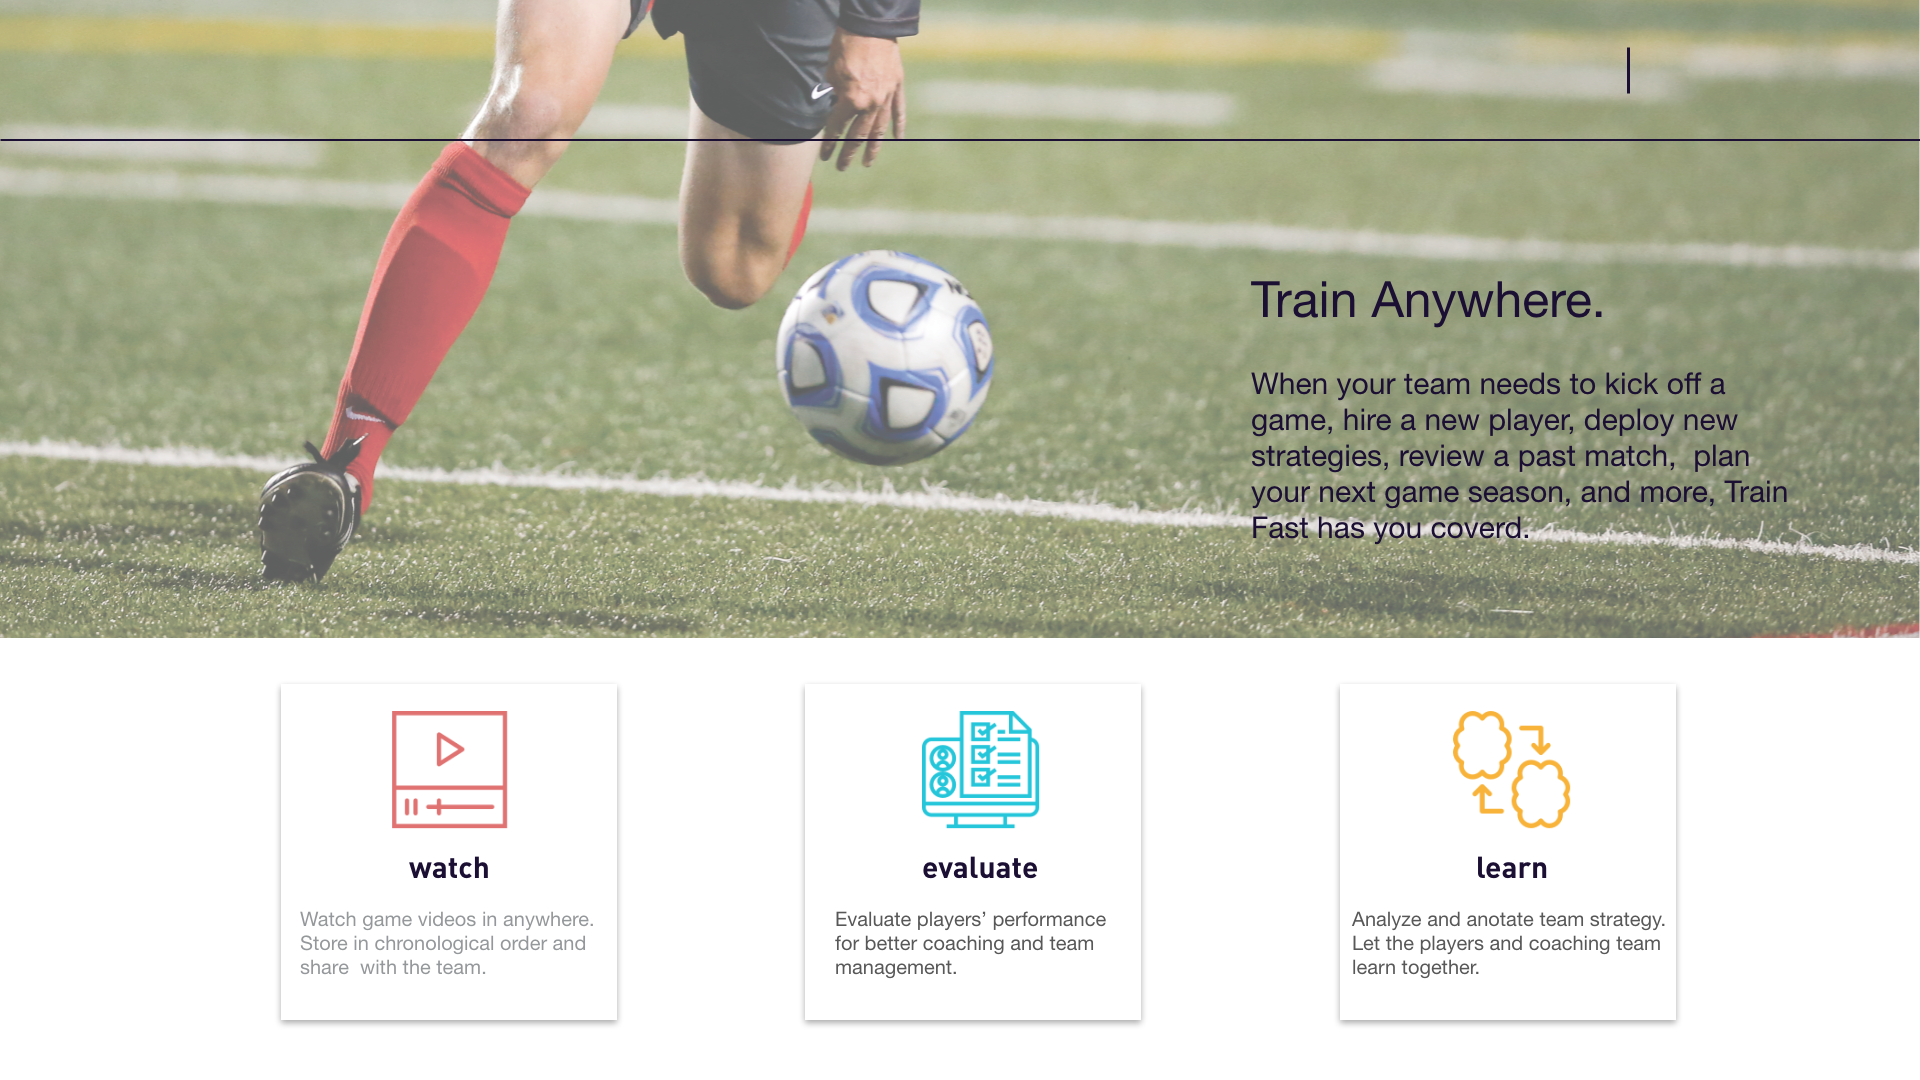 Train Anywhere.
When your team needs to kick off a
game, hire a new player, deploy new
strategies, review a past match,  plan
your next game season, and more, Train
Fast has you coverd.
watch
Watch game videos in anywhere.
Store in chronological order and
share  with the team.
evaluate
Evaluate players’ performance
for better coaching and team
management.
learn
Analyze and anotate team strategy.
Let the players and coaching team
learn together.